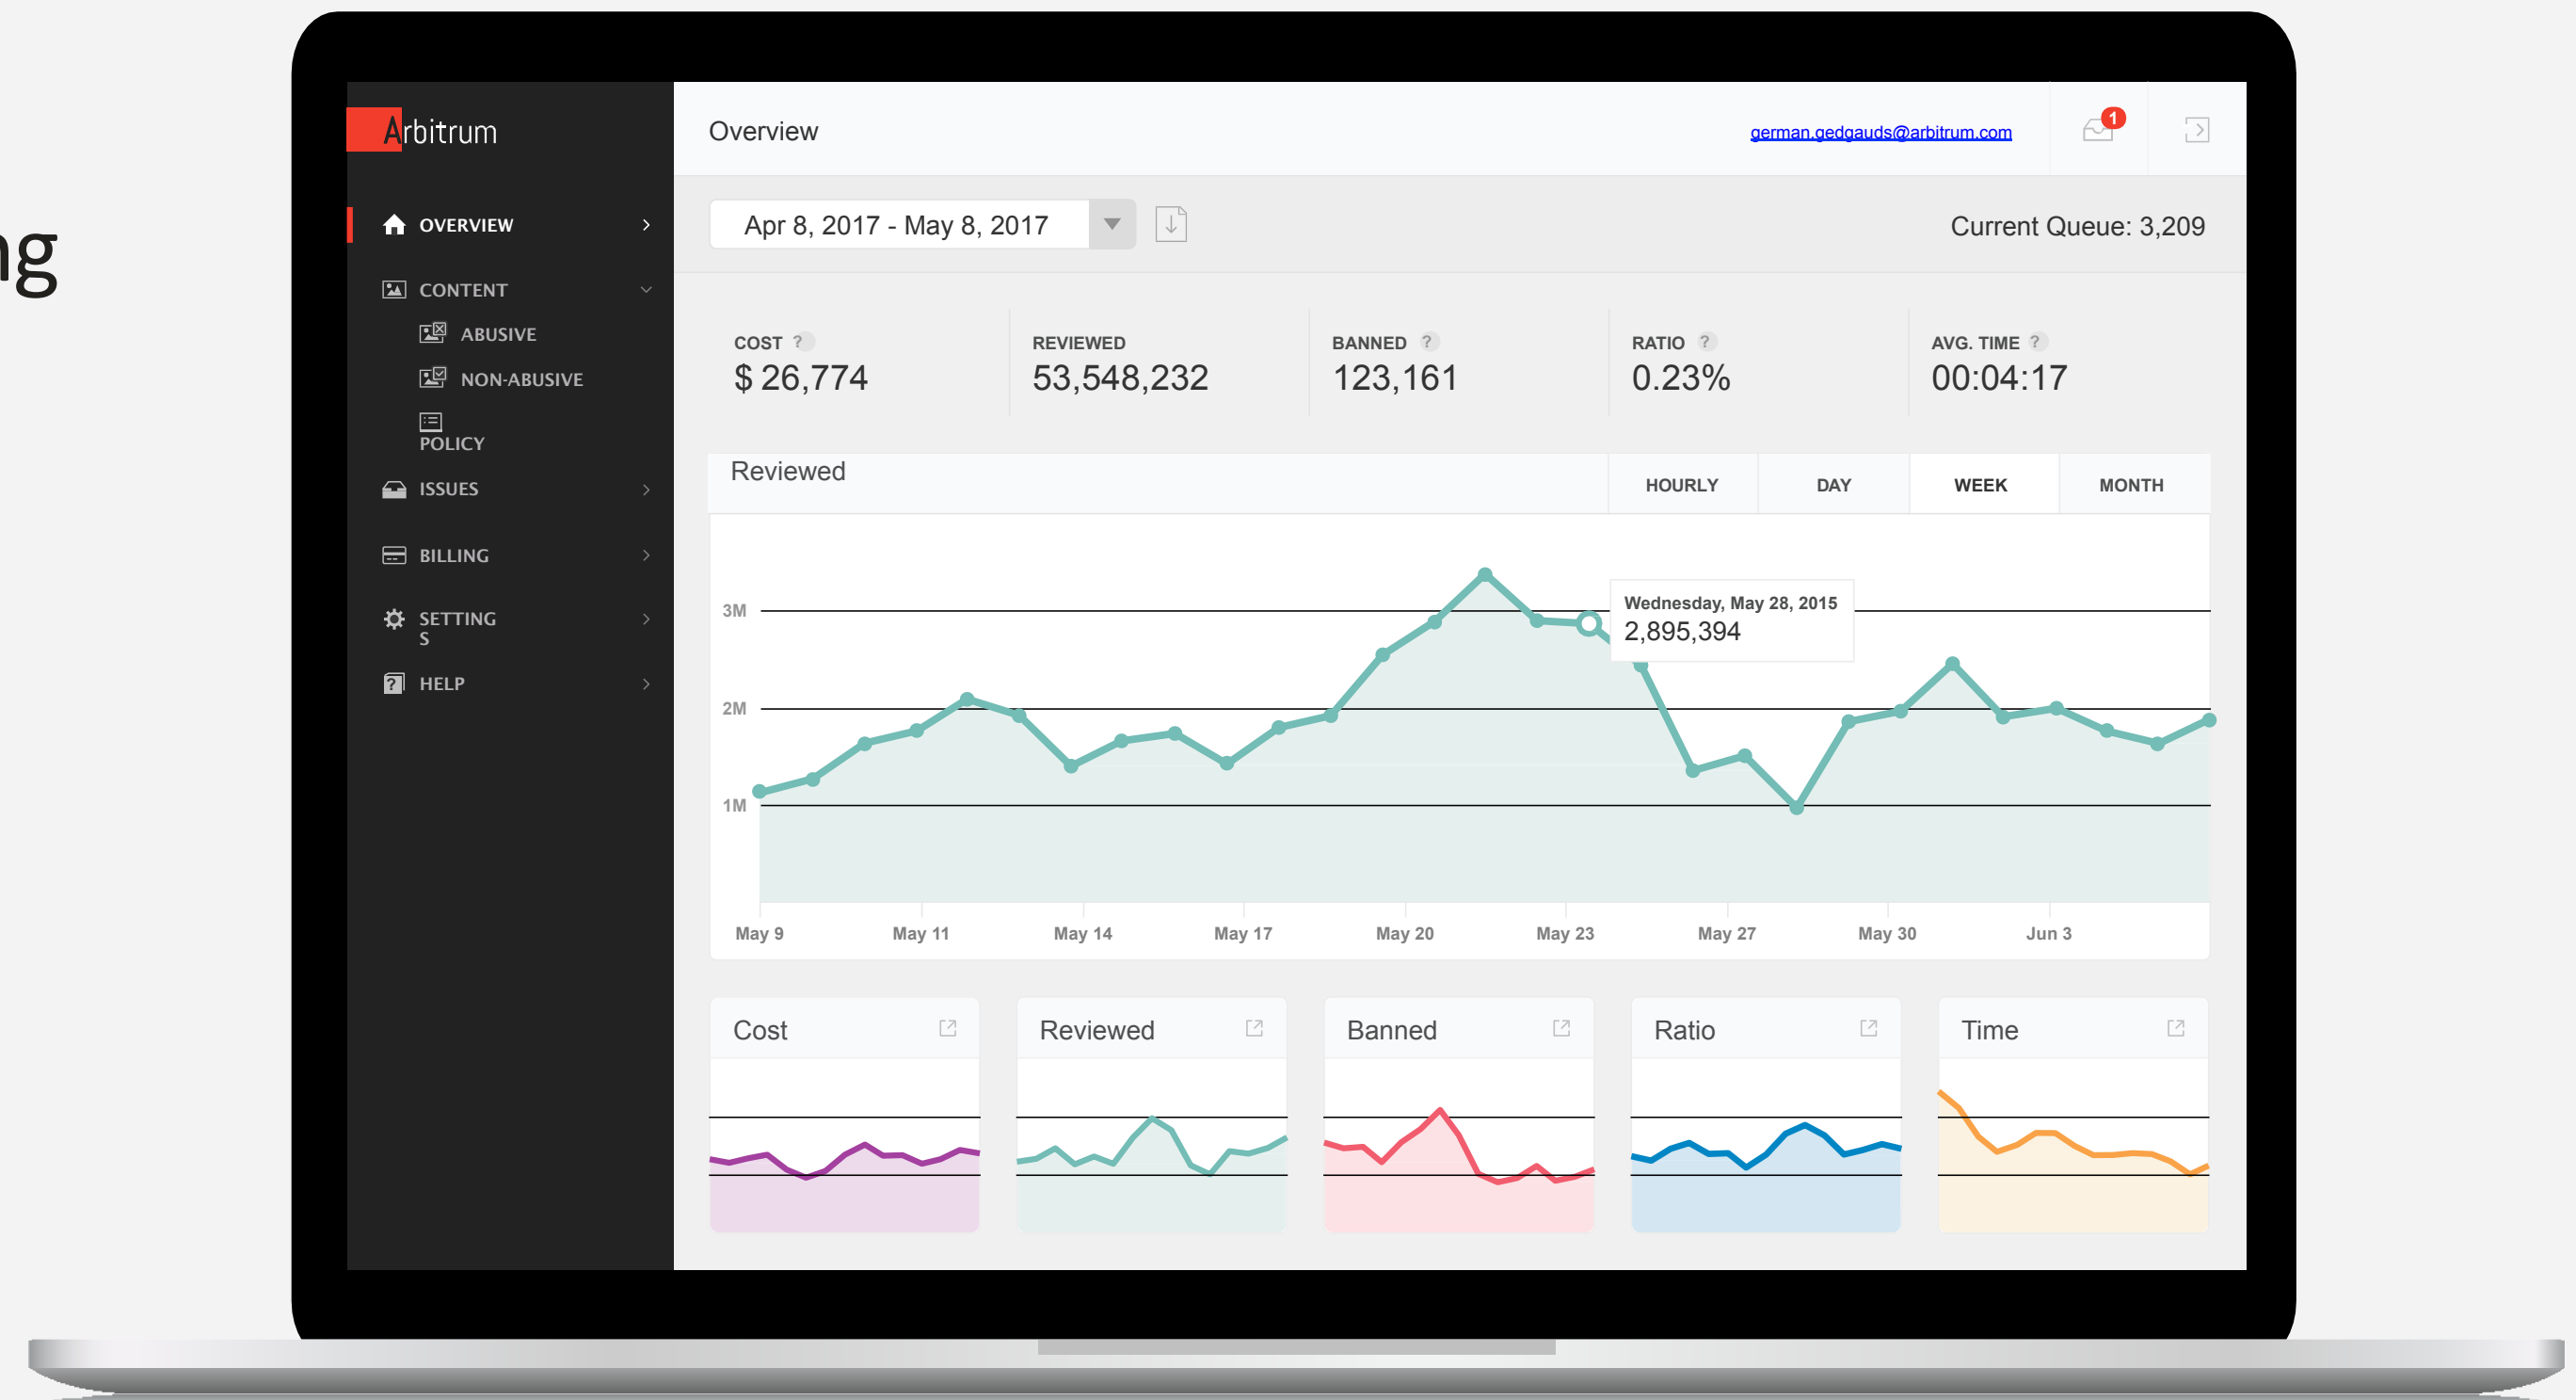 ng
Arbitrum
OVERVIEW
CONTENT
ABUSIVE
NON-ABUSIVE
POLICY
ISSUES
BILLING
SETTING
S
HELP
Overview
german.gedgauds@arbitrum.com
1
Apr 8, 2017 - May 8, 2017
Current Queue: 3,209
COST ?
$ 26,774
REVIEWED
53,548,232
BANNED ?
123,161
RATIO ?
0.23%
AVG. TIME ?
00:04:17
Reviewed
HOURLY DAY WEEK MONTH
3M
2M
1M
Wednesday, May 28, 2015
2,895,394
May 9 May 11 May 14 May 17 May 20 May 23 May 27 May 30 Jun 3
Cost
Reviewed
Banned
Ratio
Time